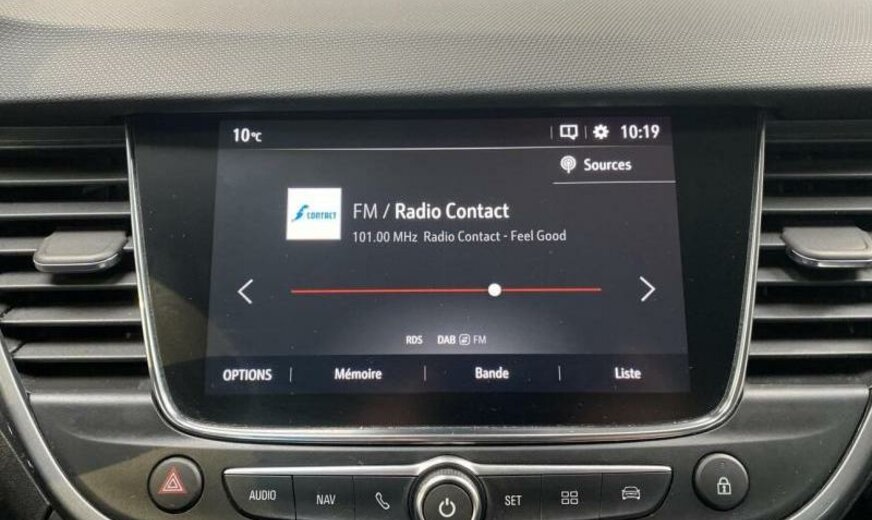 10°C 10:19
Sources
CONTACT
FM / Radio Contact
101.00 MHz Radio Contact - Feel Good
RDS DAB FM
OPTIONS Mémoire Bande Liste
AUDIO NAV SET